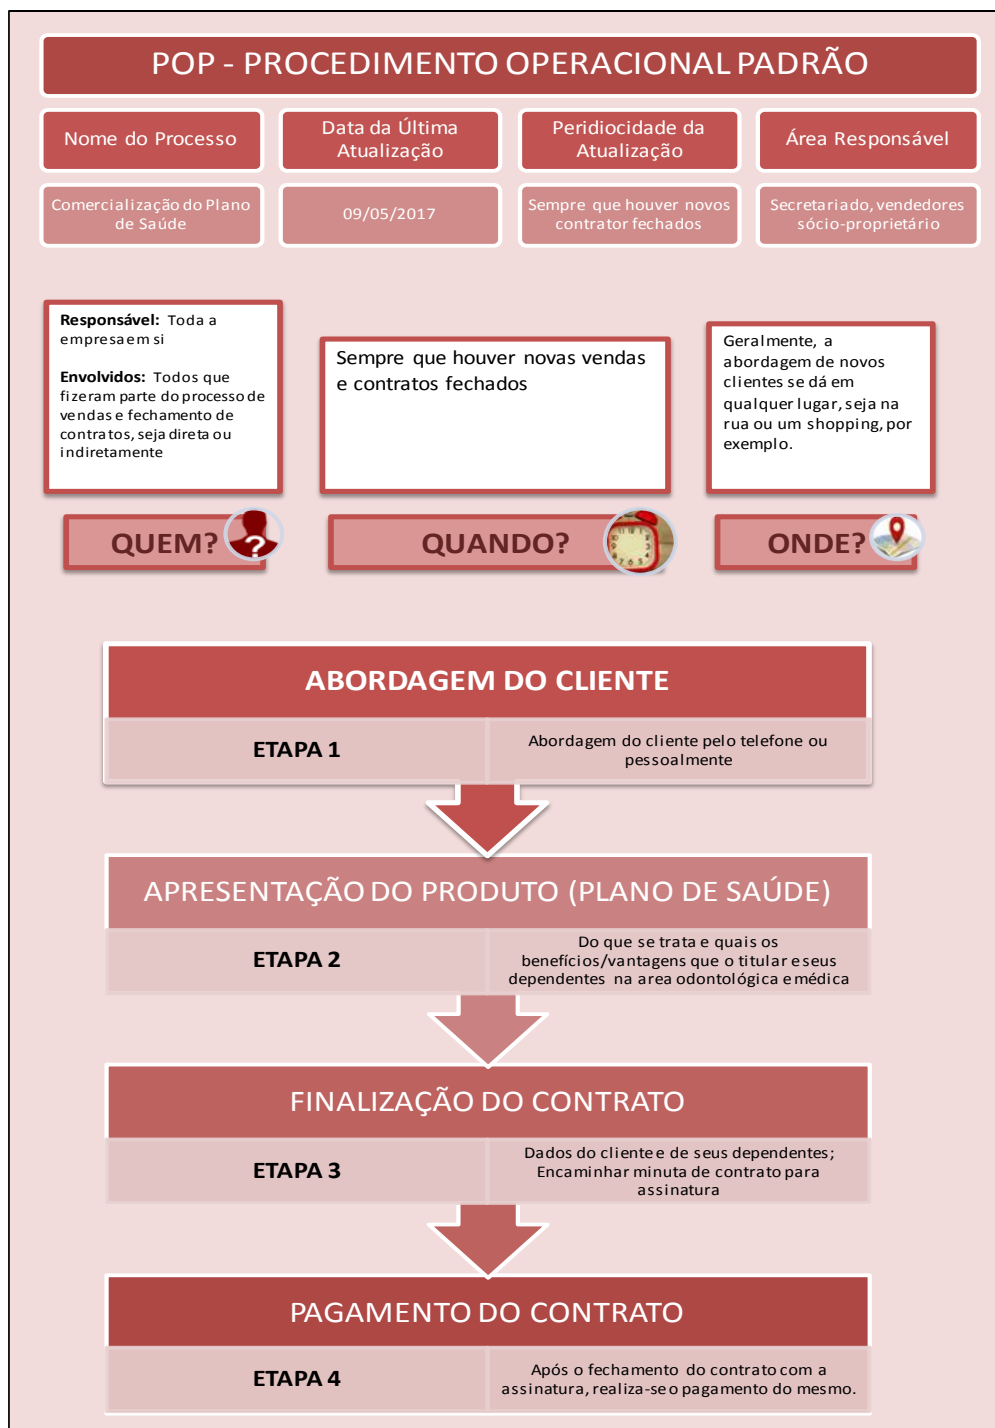 POP - PROCEDIMENTO OPERACIONAL PADRÃO
Nome do Processo
Data da Última
Atualização
Peridiocidade da
Atualização
Área Responsável
Comercialização do Plano
de Saúde
09/05/2017
Sempre que houver novos
contrator fechados
Secretariado, vendedores
sócio-proprietário
Responsável: Toda a
empresa em si
Envolvidos: Todos que
fizeram parte do processo de
vendas e fechamento de
contratos, seja direta ou
indiretamente
Sempre que houver novas vendas
e contratos fechados
Geralmente, a
abordagem de novos
clientes se dá em
qualquer lugar, seja na
rua ou um shopping, por
exemplo.
QUEM?
QUANDO?
ONDE?
ABORDAGEM DO CLIENTE
ETAPA 1
Abordagem do cliente pelo telefone ou
pessoalmente
APRESENTAÇÃO DO PRODUTO (PLANO DE SAÚDE)
ETAPA 2
Do que se trata e quais os
benefícios/vantagens que o titular e seus
dependentes na area odontológica e médica
FINALIZAÇÃO DO CONTRATO
ETAPA 3
Dados do cliente e de seus dependentes;
Encaminhar minuta de contrato para
assinatura
PAGAMENTO DO CONTRATO
ETAPA 4
Após o fechamento do contrato com a
assinatura, realiza-se o pagamento do mesmo.